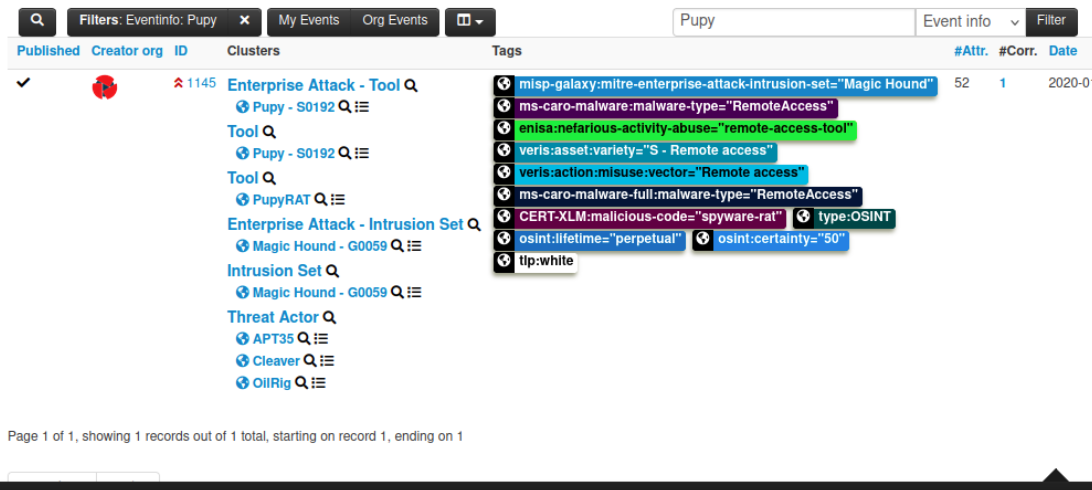 Filters: Eventinfo: Pupy × My Events Org Events Pupy Event info Filter
Published Creator org ID Clusters Tags #Attr. #Corr. Date
1145 Enterprise Attack - Tool misp-galaxy:mitre-enterprise-attack-intrusion-set="Magic Hound" 52 1 2020-0
Pupy - S0192 ms-caro-malware:malware-type="RemoteAccess"
Tool enisa:nefarious-activity-abuse="remote-access-tool"
Pupy - S0192 veris:asset:variety="S - Remote access"
Tool veris:action:misuse:vector="Remote access"
PupyRAT ms-caro-malware-full:malware-type="RemoteAccess"
Enterprise Attack - Intrusion Set CERT-XLM:malicious-code="spyware-rat" type:OSINT
Magic Hound - G0059 osint:lifetime="perpetual" osint:certainty="50"
Intrusion Set tlp:white
Magic Hound - G0059
Threat Actor
APT35
Cleaver
OilRig
Page 1 of 1, showing 1 records out of 1 total, starting on record 1, ending on 1